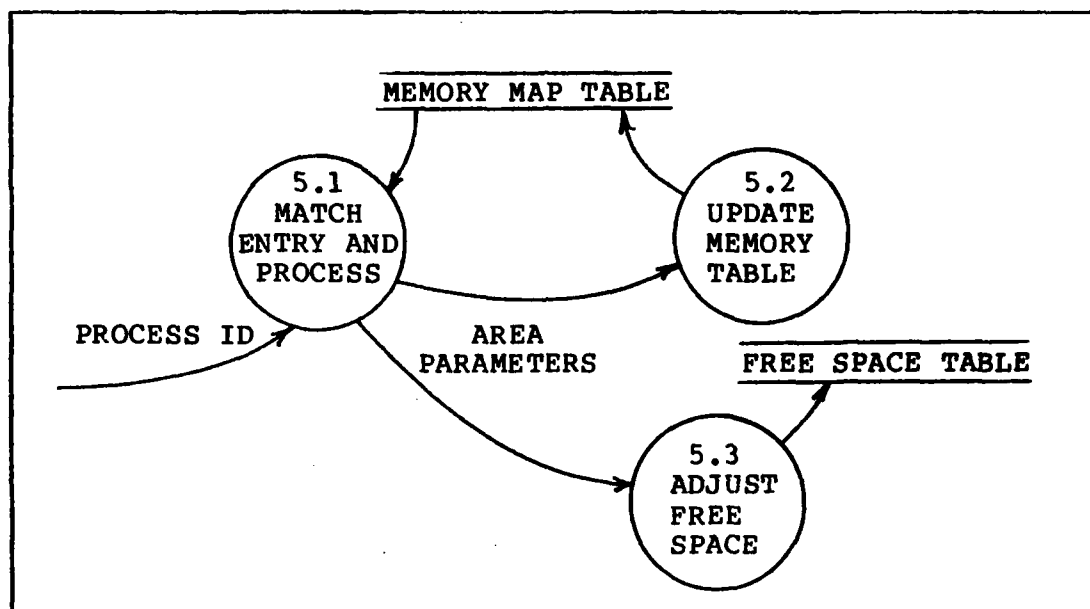 MEMORY MAP TABLE
5.1
MATCH
ENTRY AND
PROCESS
5.2
UPDATE
MEMORY
TABLE
PROCESS ID
AREA
PARAMETERS
FREE SPACE TABLE
5.3
ADJUST
FREE
SPACE